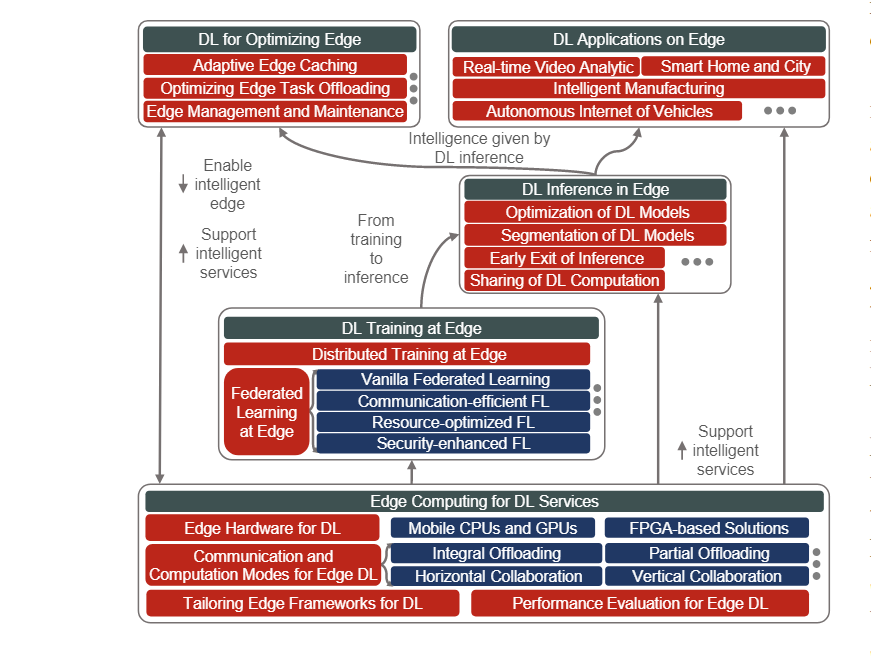 DL for Optimizing Edge
Adaptive Edge Caching
Optimizing Edge Task Offloading
Edge Management and Maintenance
DL Applications on Edge
Real-time Video Analytic
Smart Home and City
Intelligent Manufacturing
Autonomous Internet of Vehicles
Intelligence given by
DL inference
Enable
intelligent
edge
Support
intelligent
services
From
training
to
inference
DL Inference in Edge
Optimization of DL Models
Segmentation of DL Models
Early Exit of Inference
Sharing of DL Computation
DL Training at Edge
Distributed Training at Edge
Federated
Learning
at Edge
Vanilla Federated Learning
Communication-efficient FL
Resource-optimized FL
Security-enhanced FL
Support
intelligent
services
Edge Computing for DL Services
Edge Hardware for DL
Mobile CPUs and GPUs
FPGA-based Solutions
Communication and
Computation Modes for Edge DL
Integral Offloading
Partial Offloading
Horizontal Collaboration
Vertical Collaboration
Tailoring Edge Frameworks for DL
Performance Evaluation for Edge DL